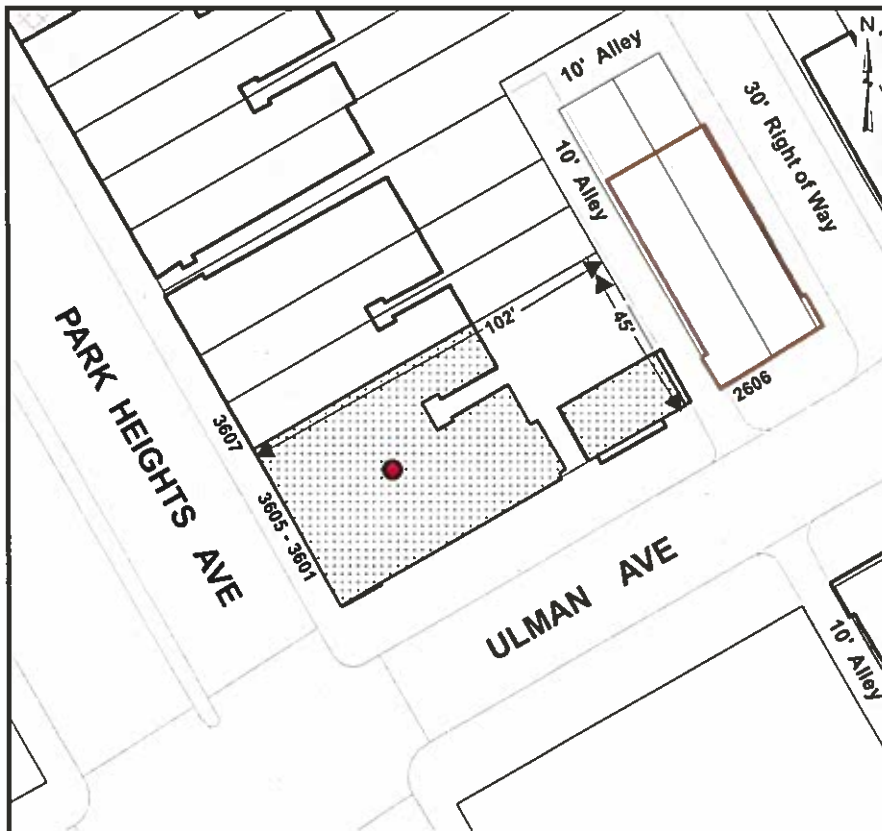 N
10' Alley
30' Right of Way
10' Alley
102'
45'
PARK HEIGHTS AVE
2606
3607
3605 - 3601
ULMAN AVE
10' Alley